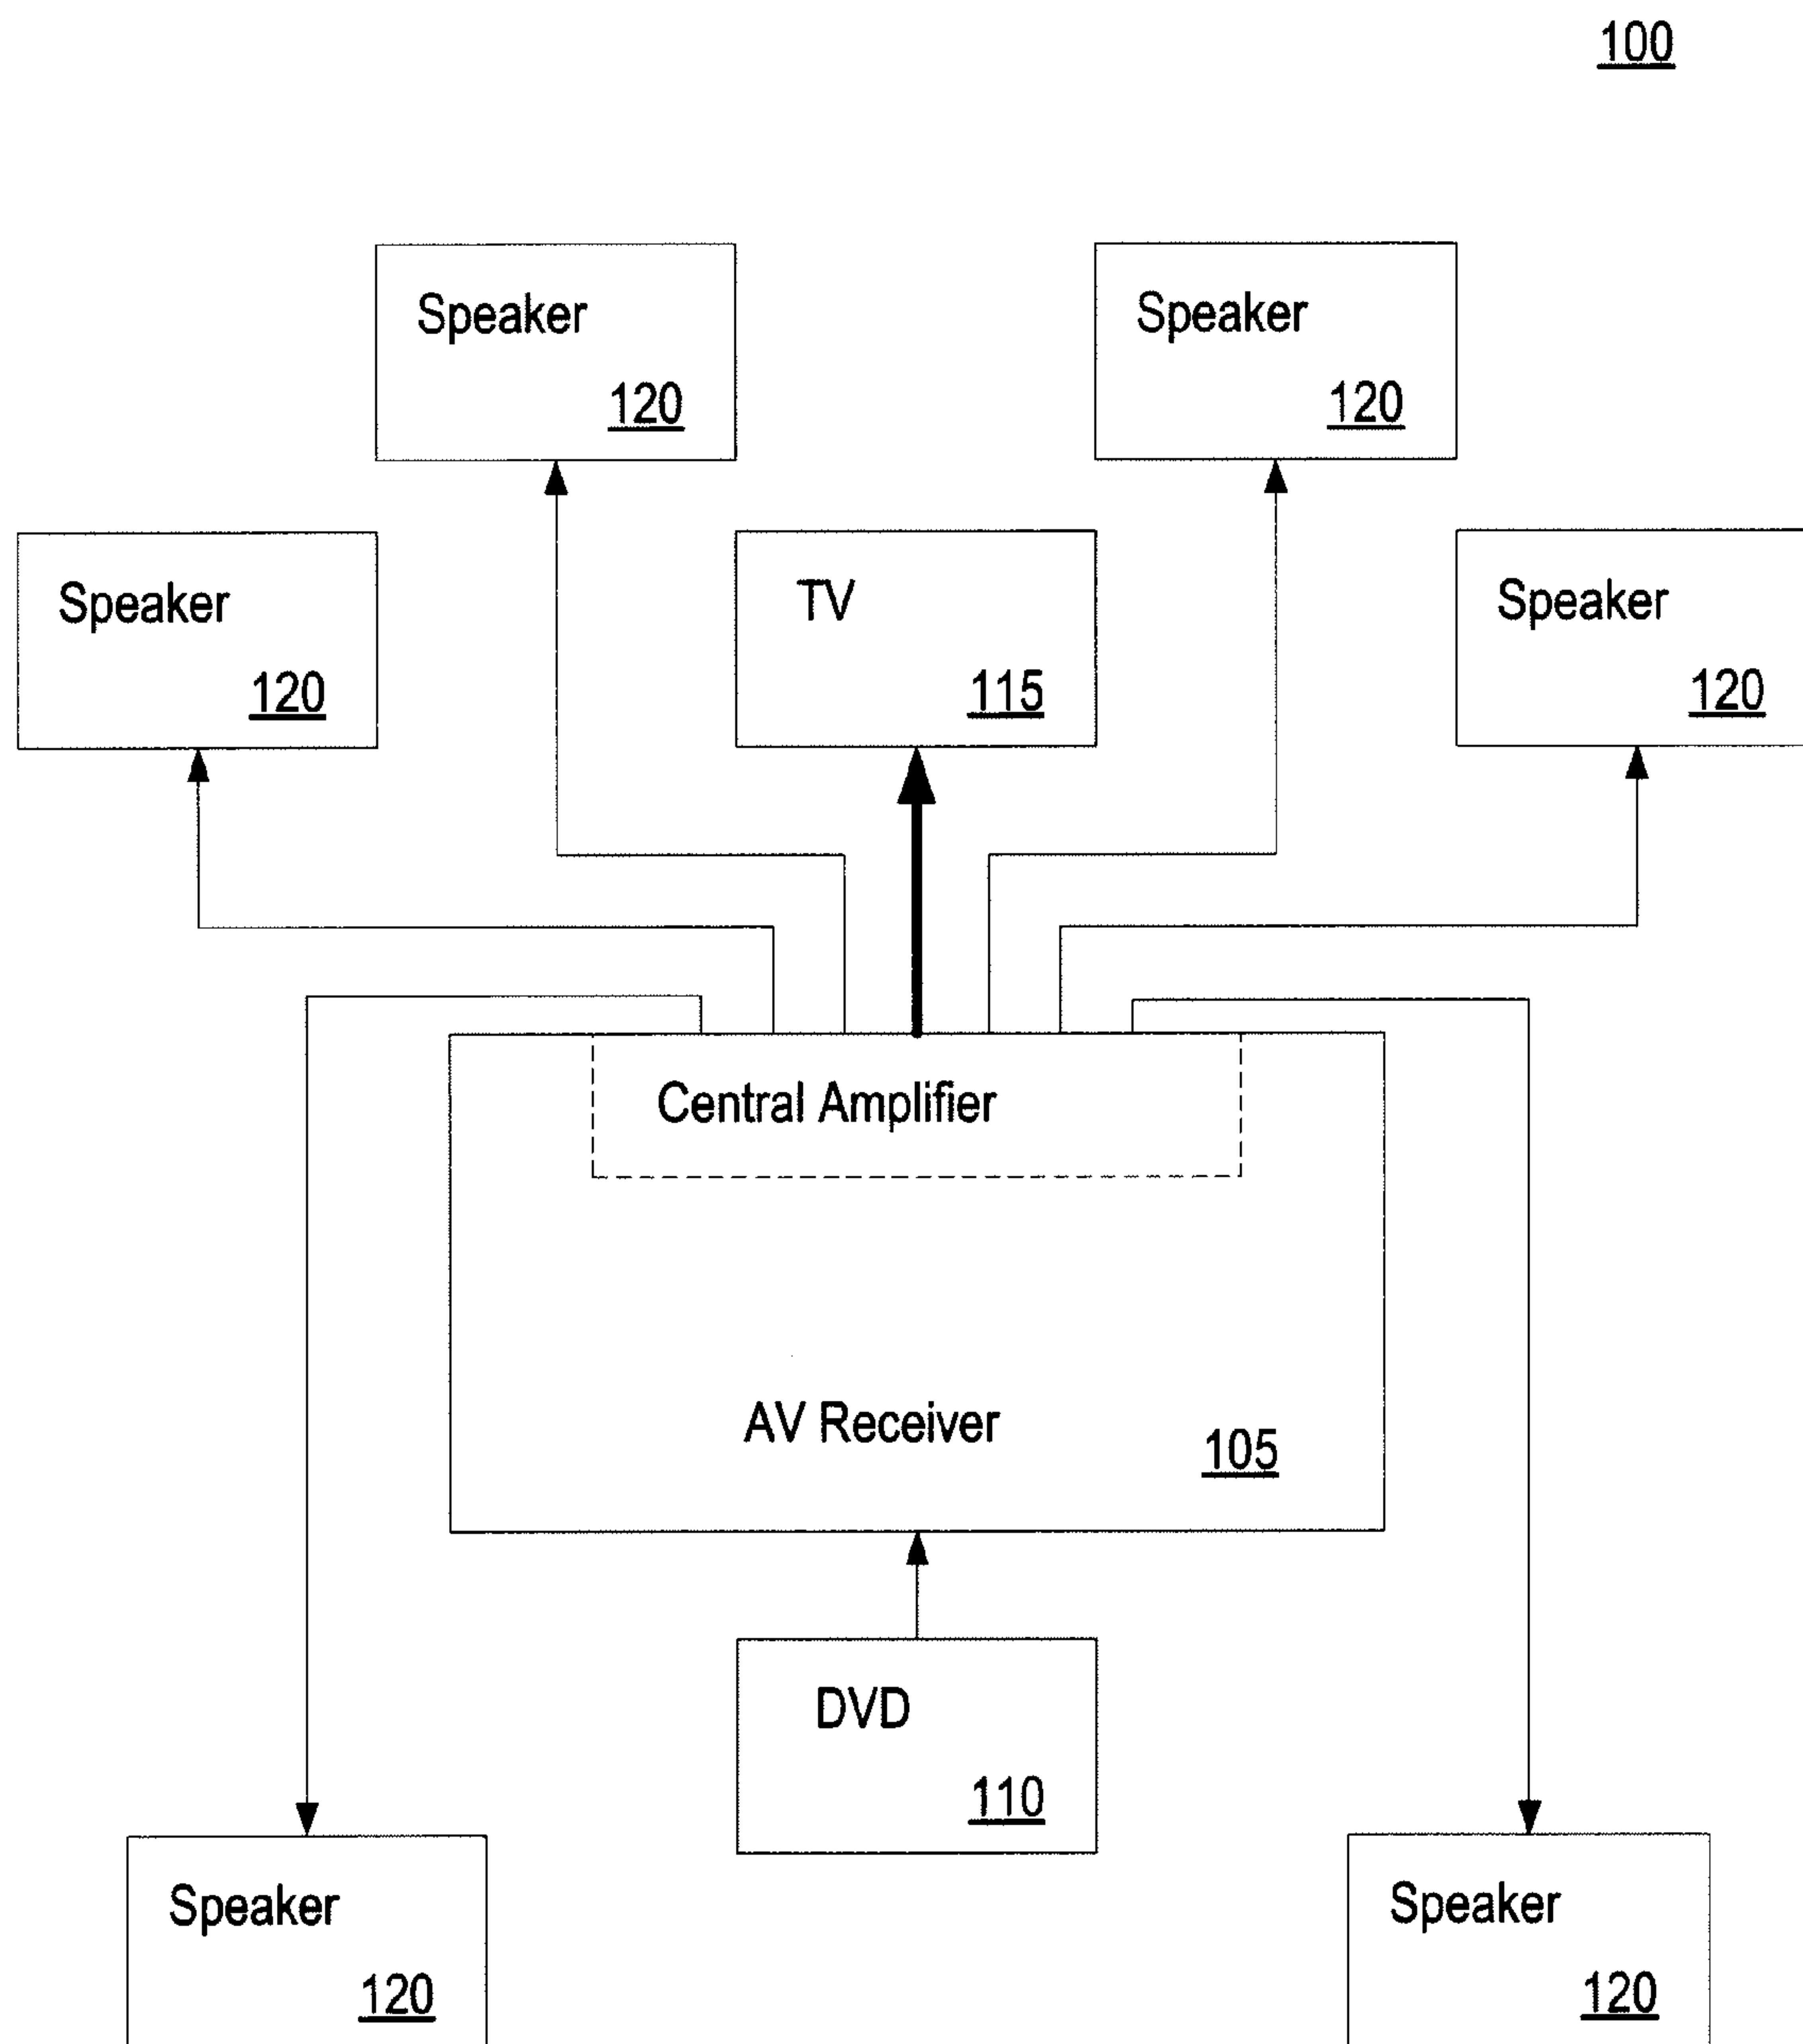 100
Speaker
120
Speaker
120
Speaker
120
TV
115
Speaker
120
Central Amplifier
AV Receiver
105
DVD
110
Speaker
120
Speaker
120